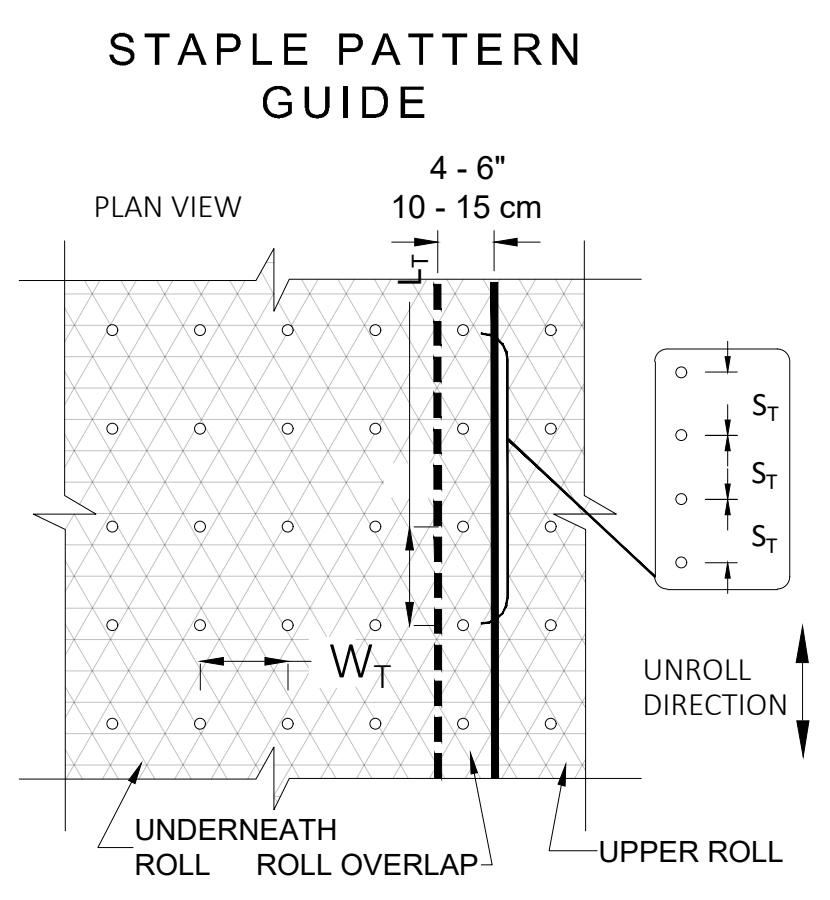 STAPLE PATTERN
GUIDE
4 - 6"
10 - 15 cm
PLAN VIEW
LT
ST
ST
ST
WT
UNROLL
DIRECTION
UNDERNEATH
ROLL
ROLL OVERLAP
UPPER ROLL